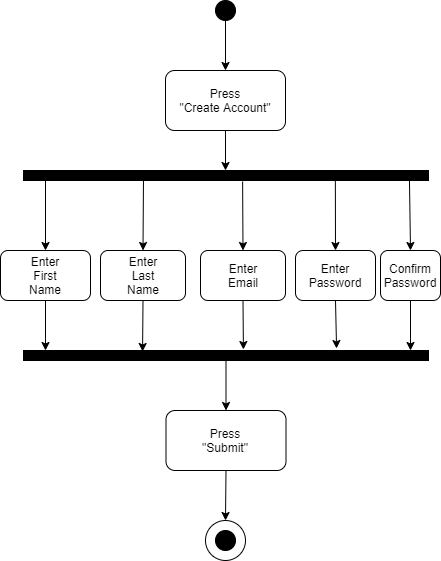 Press
"Create Account"
Enter
First
Name
Enter
Last
Name
Enter
Email
Enter
Password
Confirm
Password
Press
"Submit"